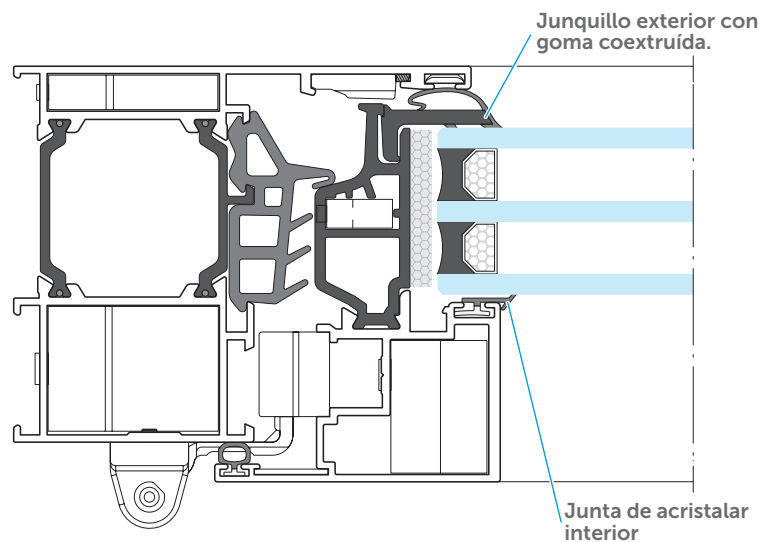 Junquillo exterior con
goma coextruída.
Junta de acristalar
interior